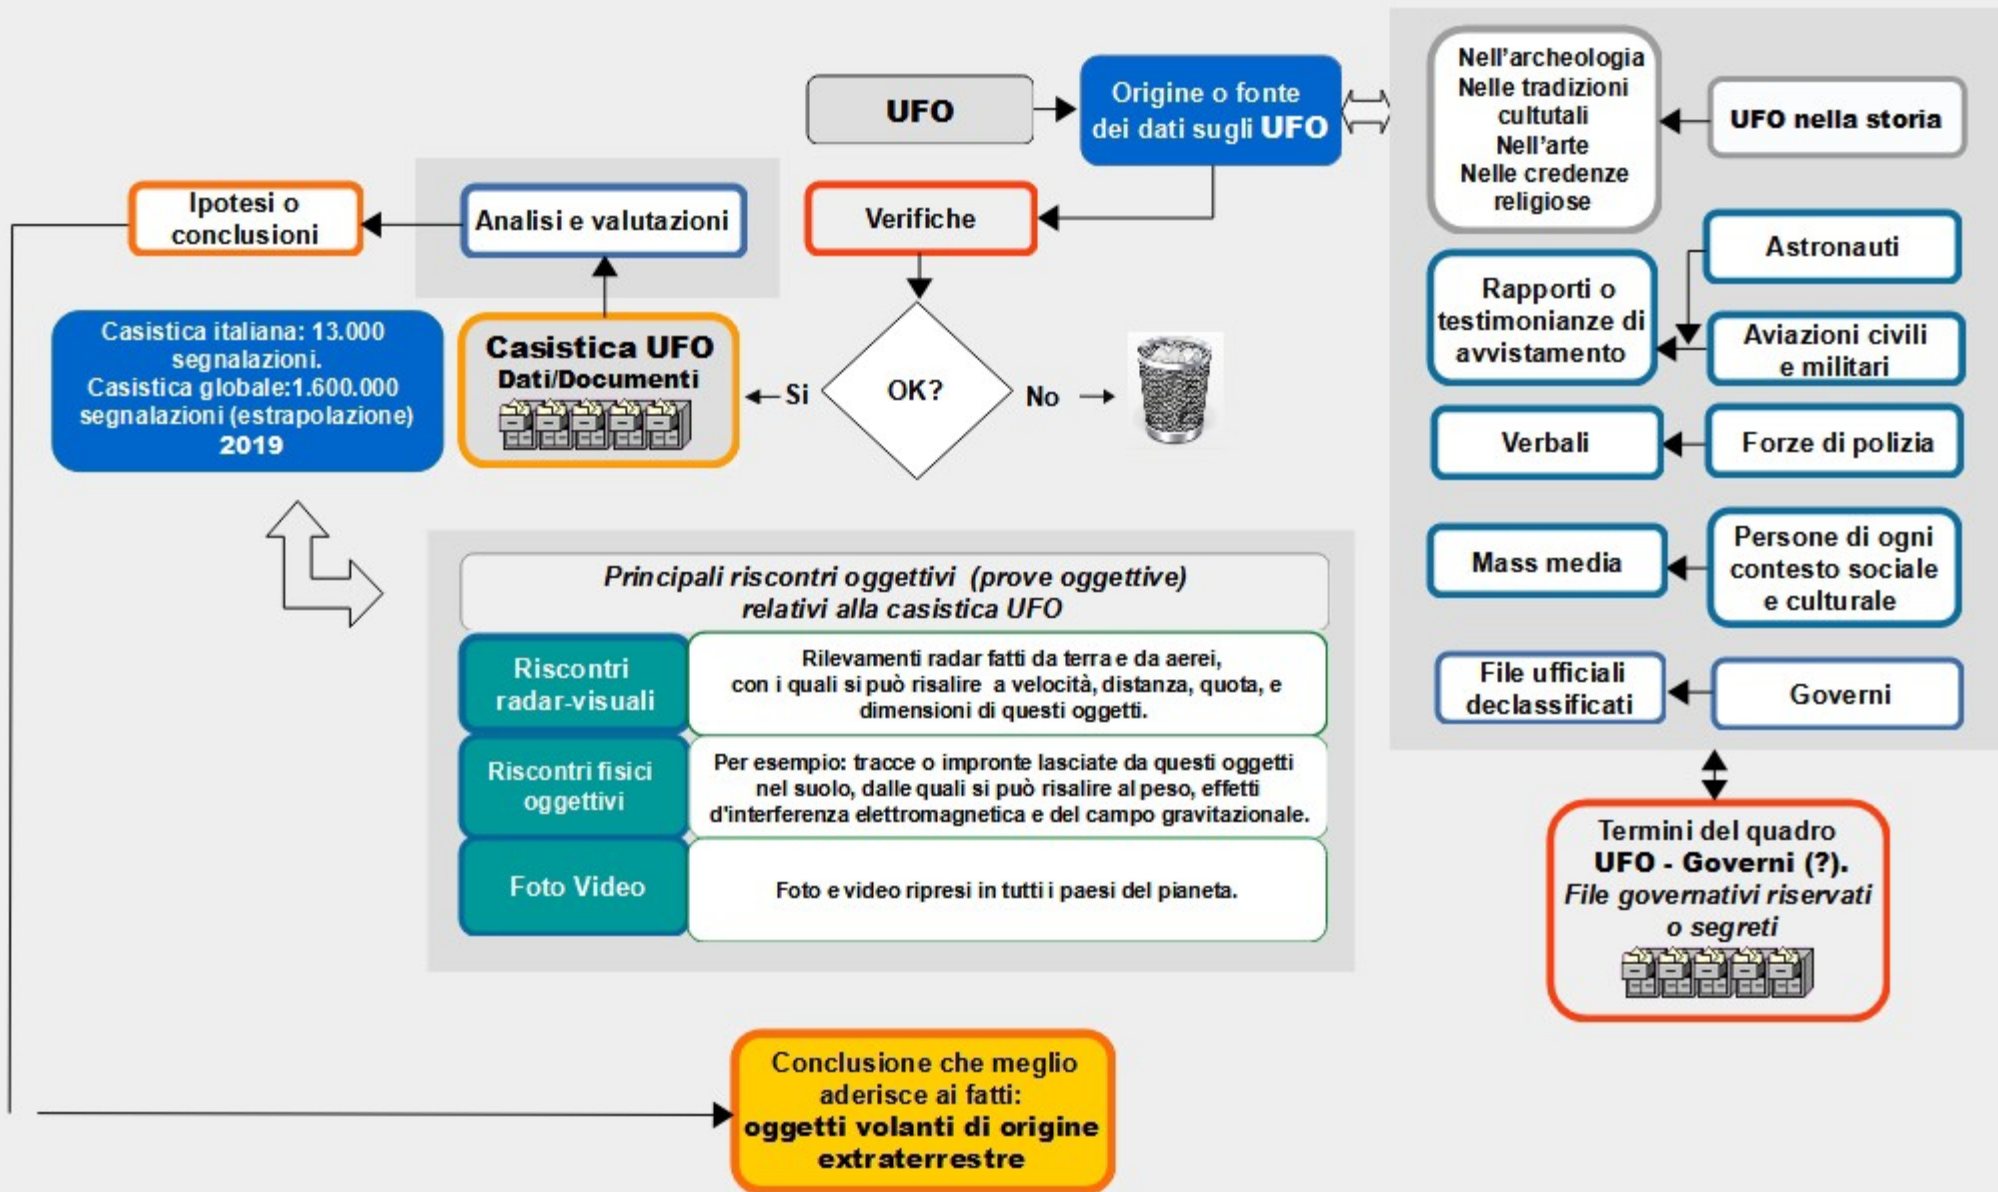 UFO
Origine o fonte
dei dati sugli UFO
Nell'archeologia
Nelle tradizioni
cultutali
Nell'arte
Nelle credenze
religiose
UFO nella storia
Ipotesi o
conclusioni
Analisi e valutazioni
Verifiche
Astronauti
Rapporti o
testimonianze di
avvistamento
Aviazioni civili
e militari
Casistica italiana: 13.000
segnalazioni.
Casistica globale:1.600.000
segnalazioni (estrapolazione)
2019
Casistica UFO
Dati/Documenti
Si
OK?
No
Verbali
Forze di polizia
Mass media
Persone di ogni
contesto sociale
e culturale
File ufficiali
declassificati
Governi
Principali riscontri oggettivi (prove oggettive)
relativi alla casistica UFO
Riscontri
radar-visuali
Rilevamenti radar fatti da terra e da aerei,
con i quali si può risalire a velocità, distanza, quota, e
dimensioni di questi oggetti.
Riscontri fisici
oggettivi
Per esempio: tracce o impronte lasciate da questi oggetti
nel suolo, dalle quali si può risalire al peso, effetti
d'interferenza elettromagnetica e del campo gravitazionale.
Foto Video
Foto e video ripresi in tutti i paesi del pianeta.
Termini del quadro
UFO - Governi (?).
File governativi riservati
o segreti
Conclusione che meglio
aderisce ai fatti:
oggetti volanti di origine
extraterrestre